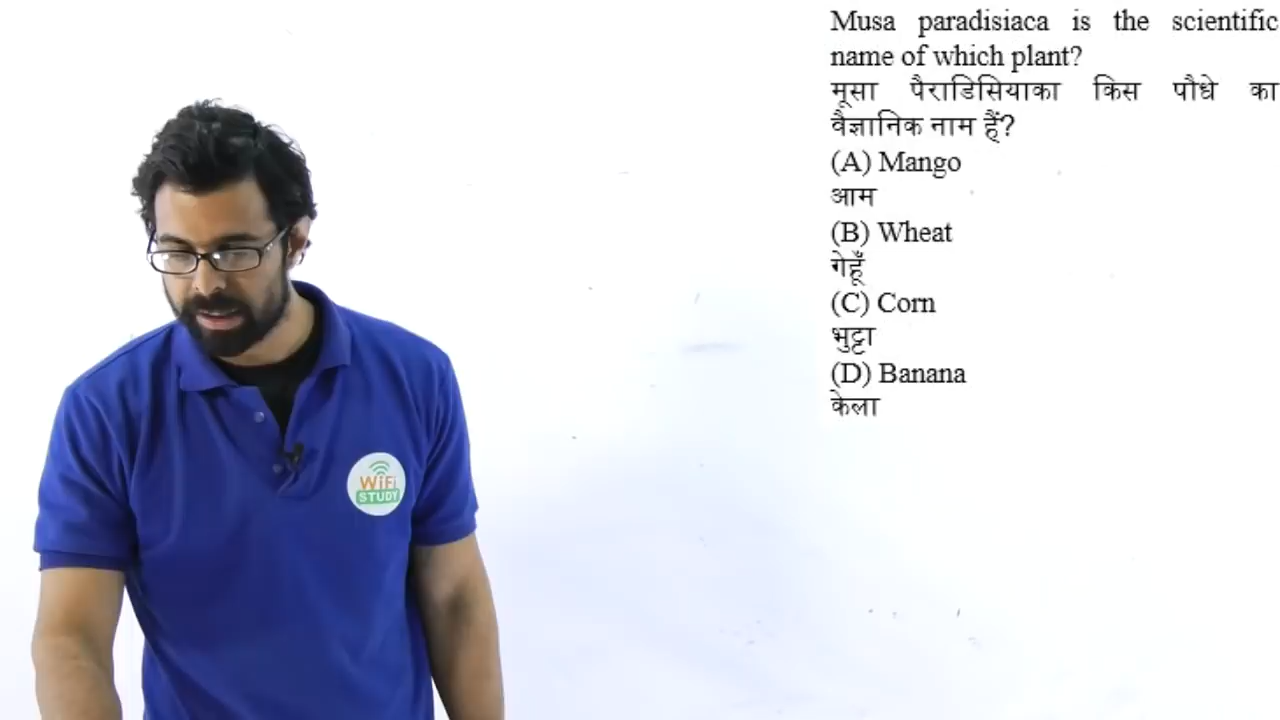 Musa paradisiaca is the scientific
name of which plant?
मूसा पैराडिसियाका किस पौधे का
वैज्ञानिक नाम हैं?
(A) Mango
आम
(B) Wheat
गेहूँ
(C) Corn
भुट्टा
(D) Banana
केला
WiFi
STUDY